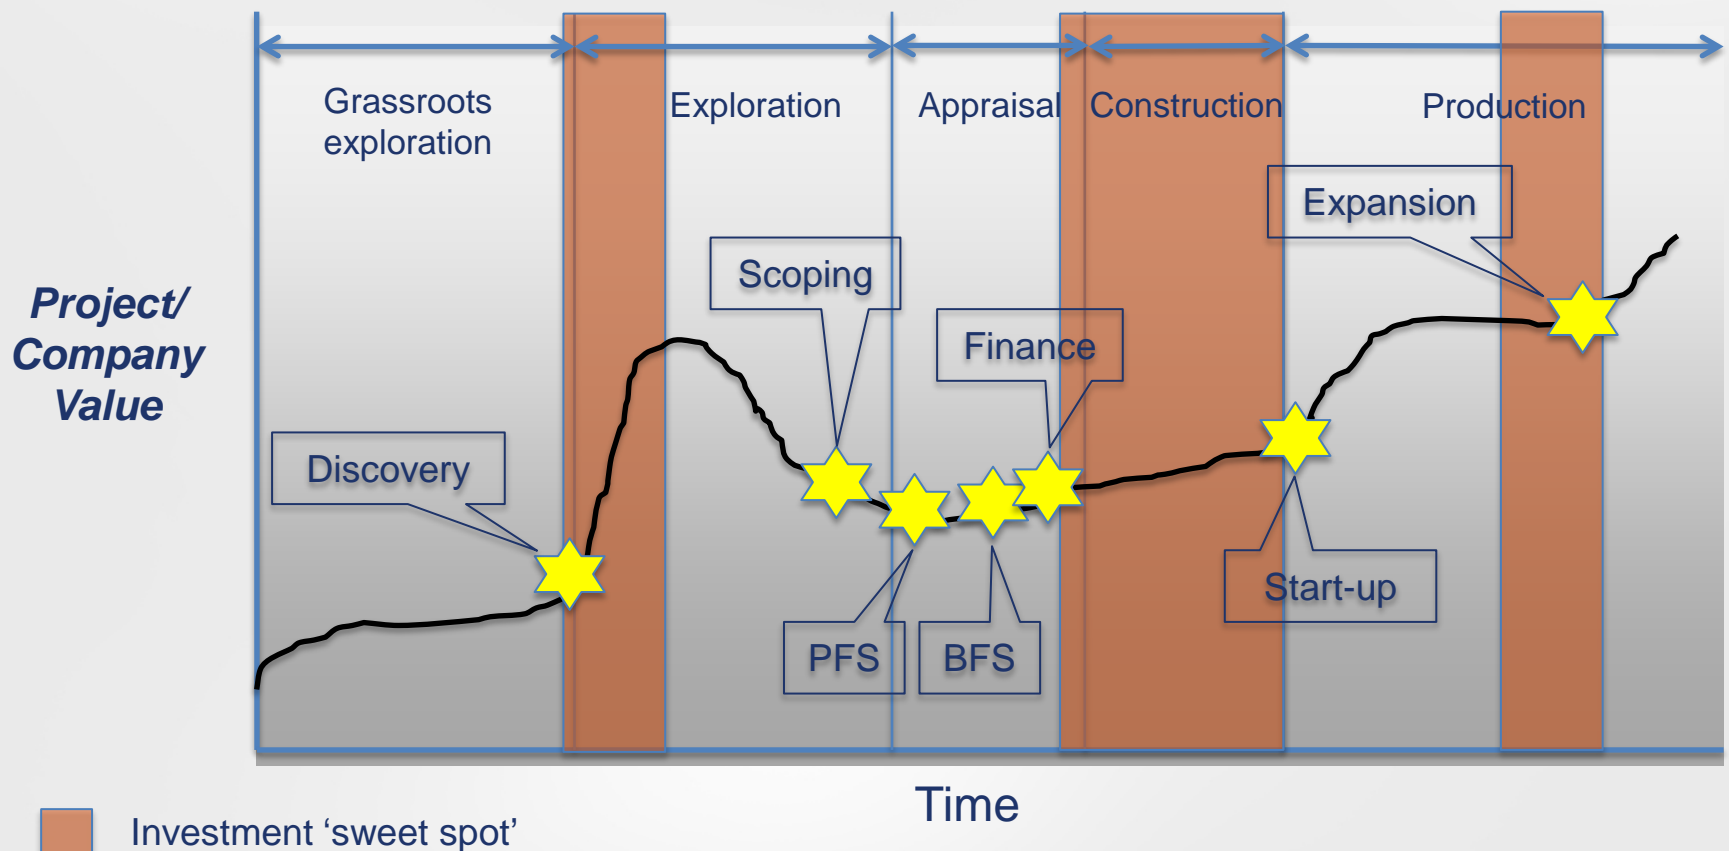 Grassroots
exploration
Exploration
Appraisal
Construction
Production
Expansion
Scoping
Project/
Company
Value
Finance
Discovery
Start-up
PFS
BFS
Time
Investment ‘sweet spot’